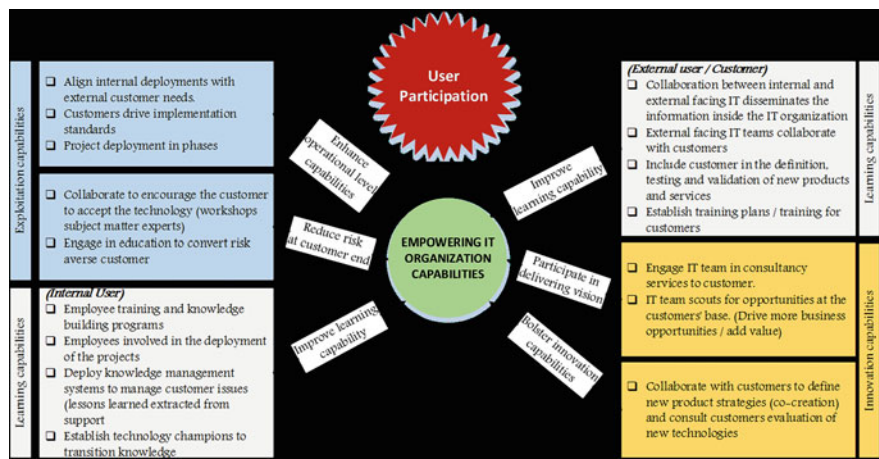 User
Participation
Exploitation capabilities
❑ Align internal deployments with
external customer needs.
❑ Customers drive implementation
standards
❑ Project deployment in phases
❑ Collaborate to encourage the customer
to accept the technology (workshops
subject matter experts)
❑ Engage in education to convert risk
averse customer
Learning capabilities
(Internal User)
❑ Employee training and knowledge
building programs
❑ Employees involved in the deployment
of the projects
❑ Deploy knowledge management
systems to manage customer issues
(lessons learned extracted from
support
❑ Establish technology champions to
transition knowledge
Enhance
operational level
capabilities
Reduce risk
at customer end
Improve learning
capability
EMPOWERING IT
ORGANIZATION
CAPABILITIES
Improve
learning capability
Participate in
delivering vision
Bolster innovation
capabilities
(External user / Customer)
❑ Collaboration between internal and
external facing IT disseminates the
information inside the IT organization
❑ External facing IT teams collaborate
with customers
❑ Include customer in the definition,
testing and validation of new products
and services
❑ Establish training plans / training for
customers
Learning capabilities
❑ Engage IT team in consultancy
services to customer.
❑ IT team scouts for opportunities at the
customers' base. (Drive more business
opportunities / add value)
❑ Collaborate with customers to define
new product strategies (co-creation)
and consult customers evaluation of
new technologies
Innovation capabilities